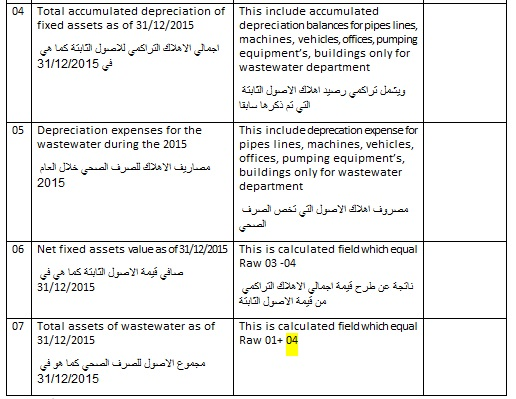 04
Total accumulated depreciation of
fixed assets as of 31/12/2015
اجمالي الاهلاك التراكمي للاصول الثابتة كما هي
في 31/12/2015
This include accumulated
depreciation balances for pipes lines,
machines, vehicles, offices, pumping
equipment's, buildings only for
wastewater department
ويشمل تراكمي رصيد اهلاك الاصول الثابتة
التي تم ذكرها سابقا
05
Depreciation expenses for the
wastewater during the 2015
مصاريف الاهلاك للصرف الصحي خلال العام
2015
This include deprecation expense for
pipes lines, machines, vehicles,
offices, pumping equipment's,
buildings only for wastewater
department
مصروف اهلاك الاصول التي تخص الصرف
الصحي
06
Net fixed assets value as of 31/12/2015
صافي قيمة الاصول الثابتة كما هي في
31/12/2015
This is calculated field which equal
Raw 03 -04
ناتجة عن طرح قيمة اجمالي الاهلاك التراكمي
من قيمة الاصول الثابتة
07
Total assets of wastewater as of
31/12/2015
مجموع الاصول للصرف الصحي كما هو في
31/12/2015
This is calculated field which equal
Raw 01+ 04